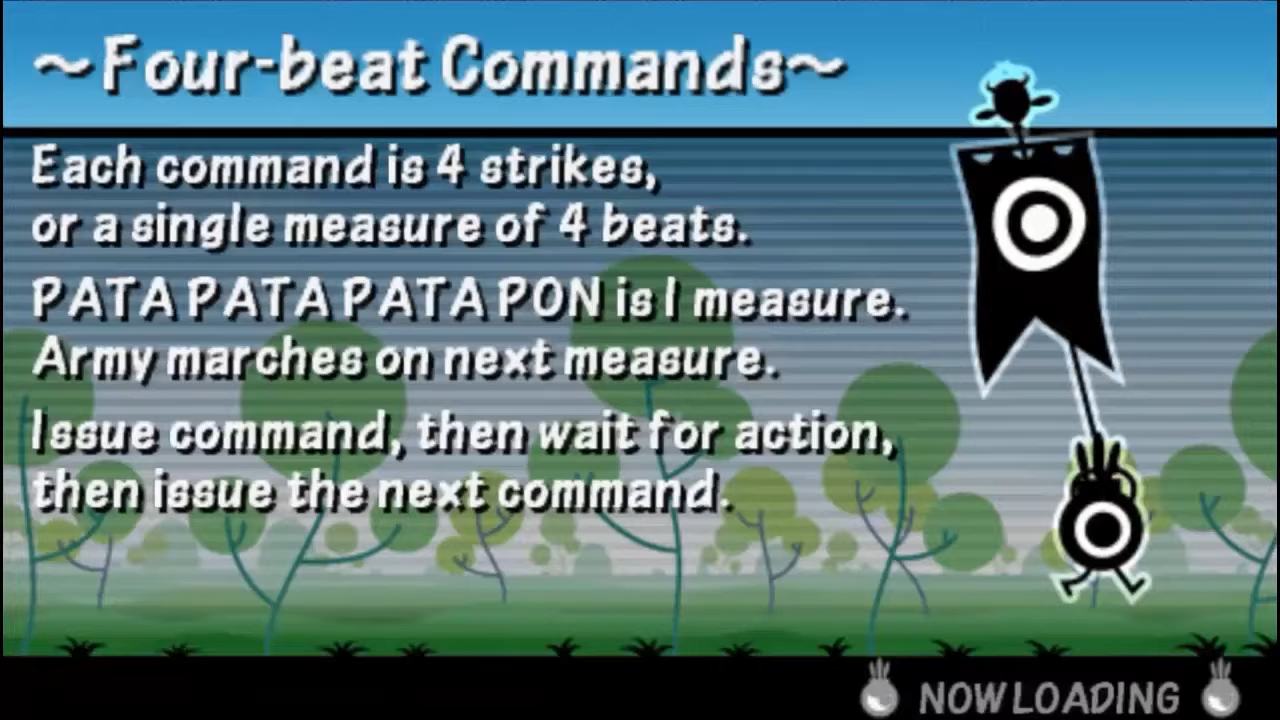 ~Four-beat Commands~
Each command is 4 strikes,
or a single measure of 4 beats.
PATA PATA PATA PON is 1 measure.
Army marches on next measure.
Issue command, then wait for action,
then issue the next command.
NOW LOADING